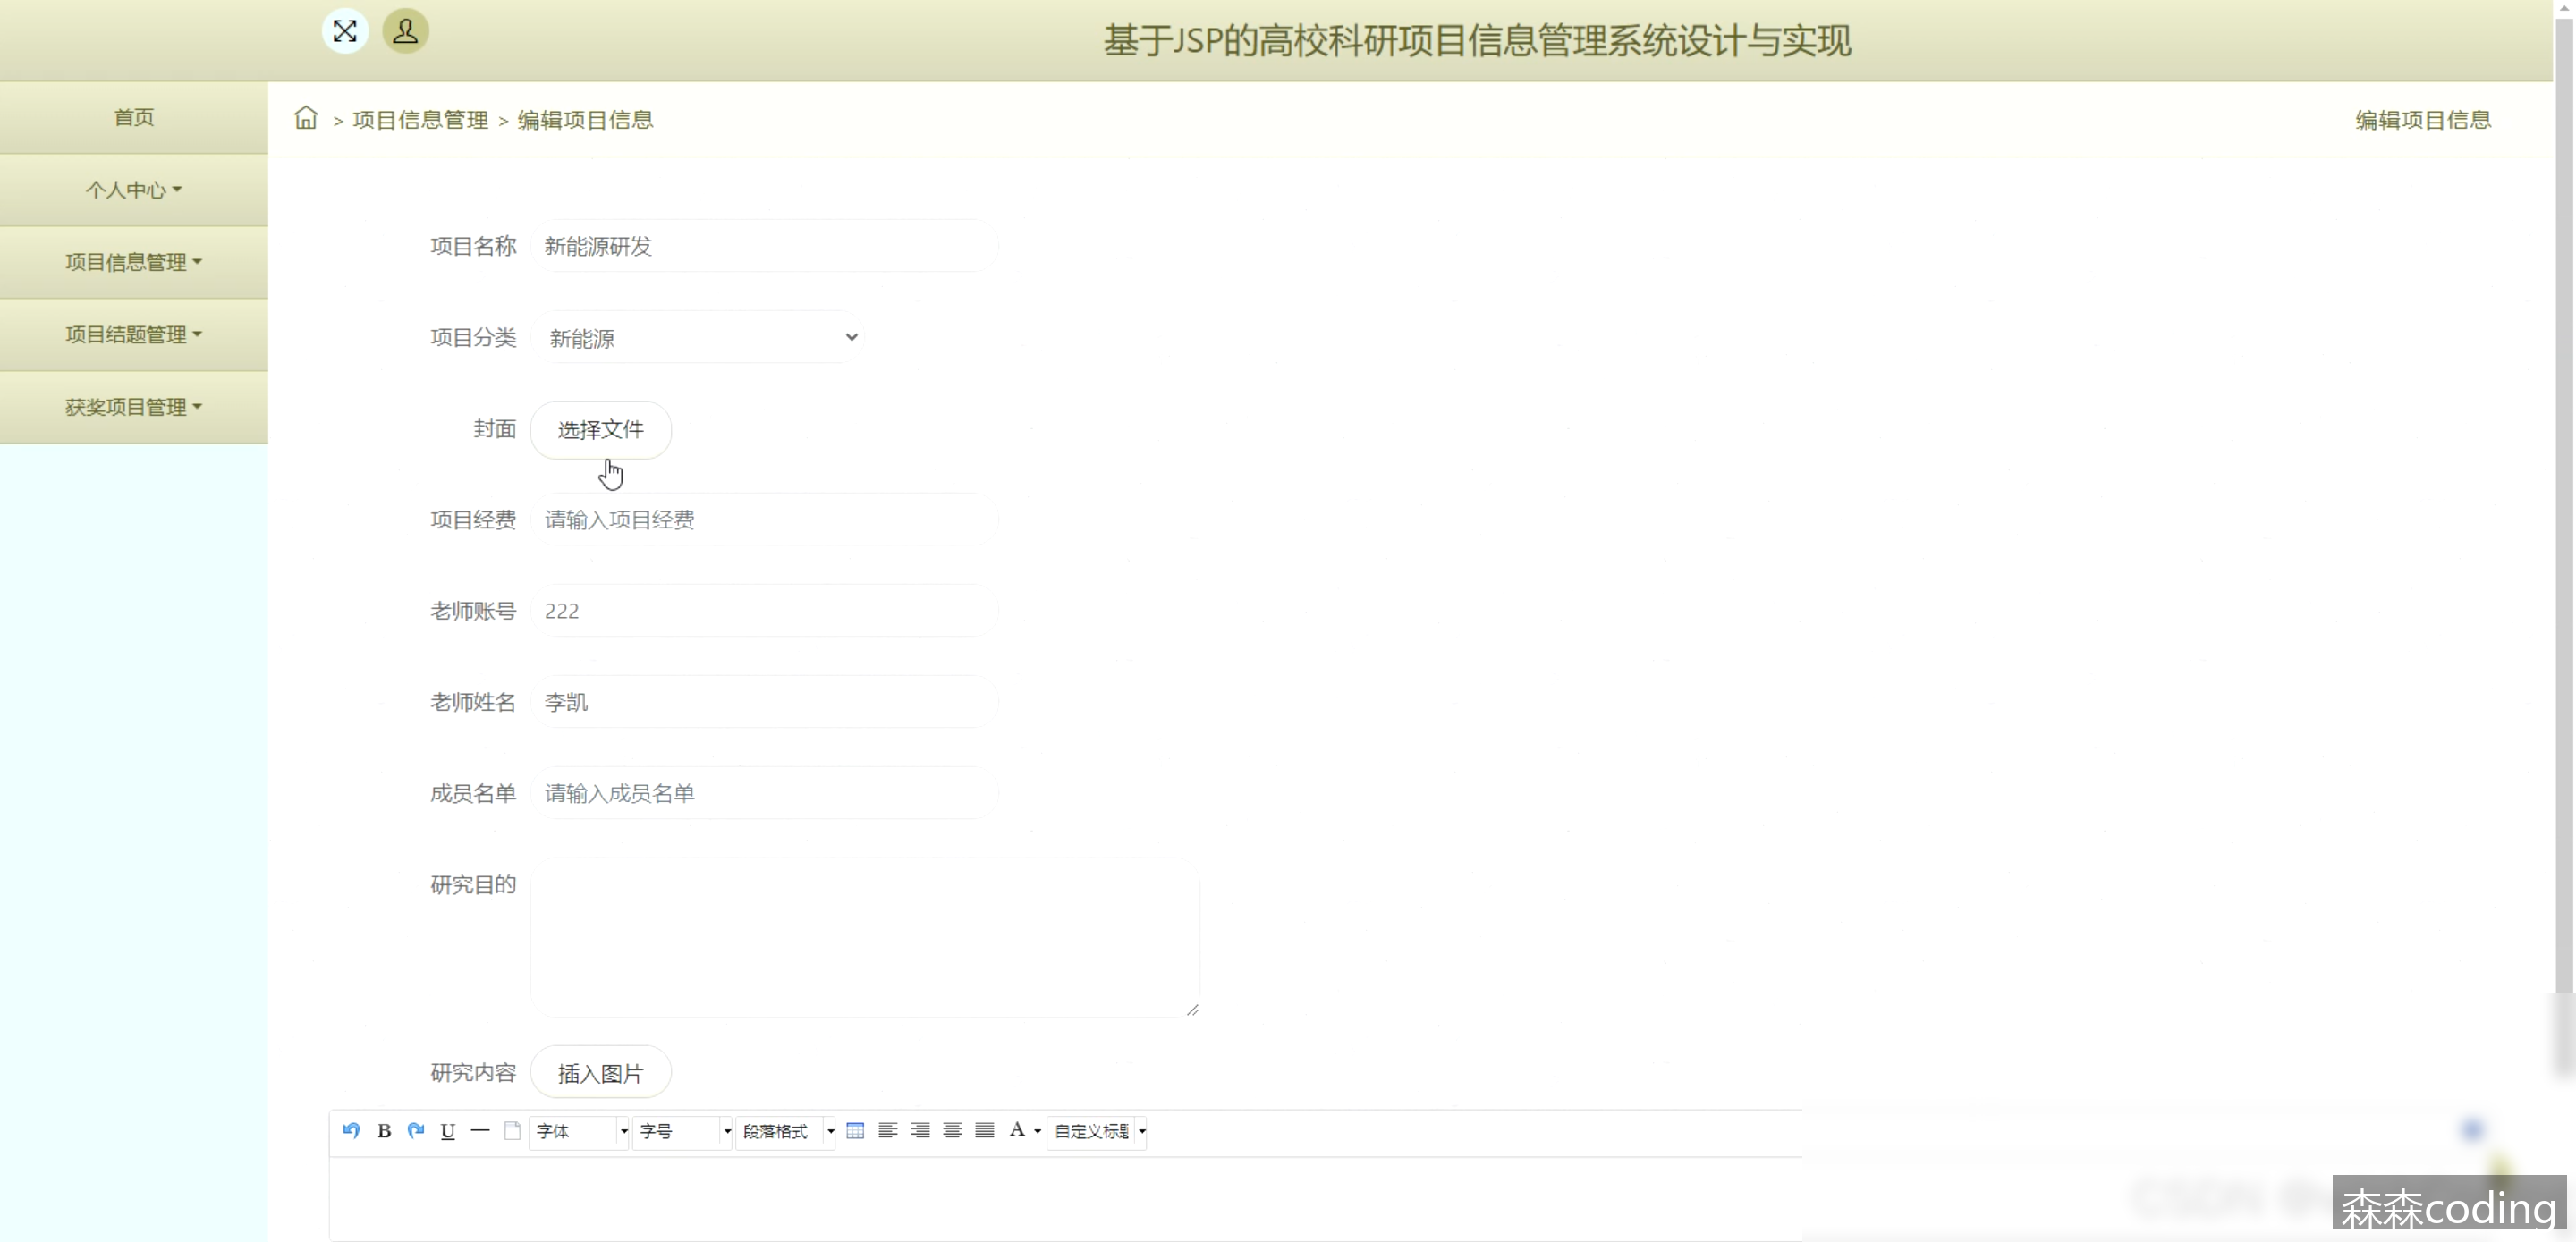 基于JSP的高校科研项目信息管理系统设计与实现
首页
个人中心
项目信息管理
项目结题管理
获奖项目管理
> 项目信息管理 > 编辑项目信息
编辑项目信息
项目名称 新能源研发
项目分类 新能源
封面 选择文件
项目经费 请输入项目经费
老师账号 222
老师姓名 李凯
成员名单 请输入成员名单
研究目的
研究内容 插入图片
B U 字体 字号 段落格式 A 自定义标题
CSDN
森森coding